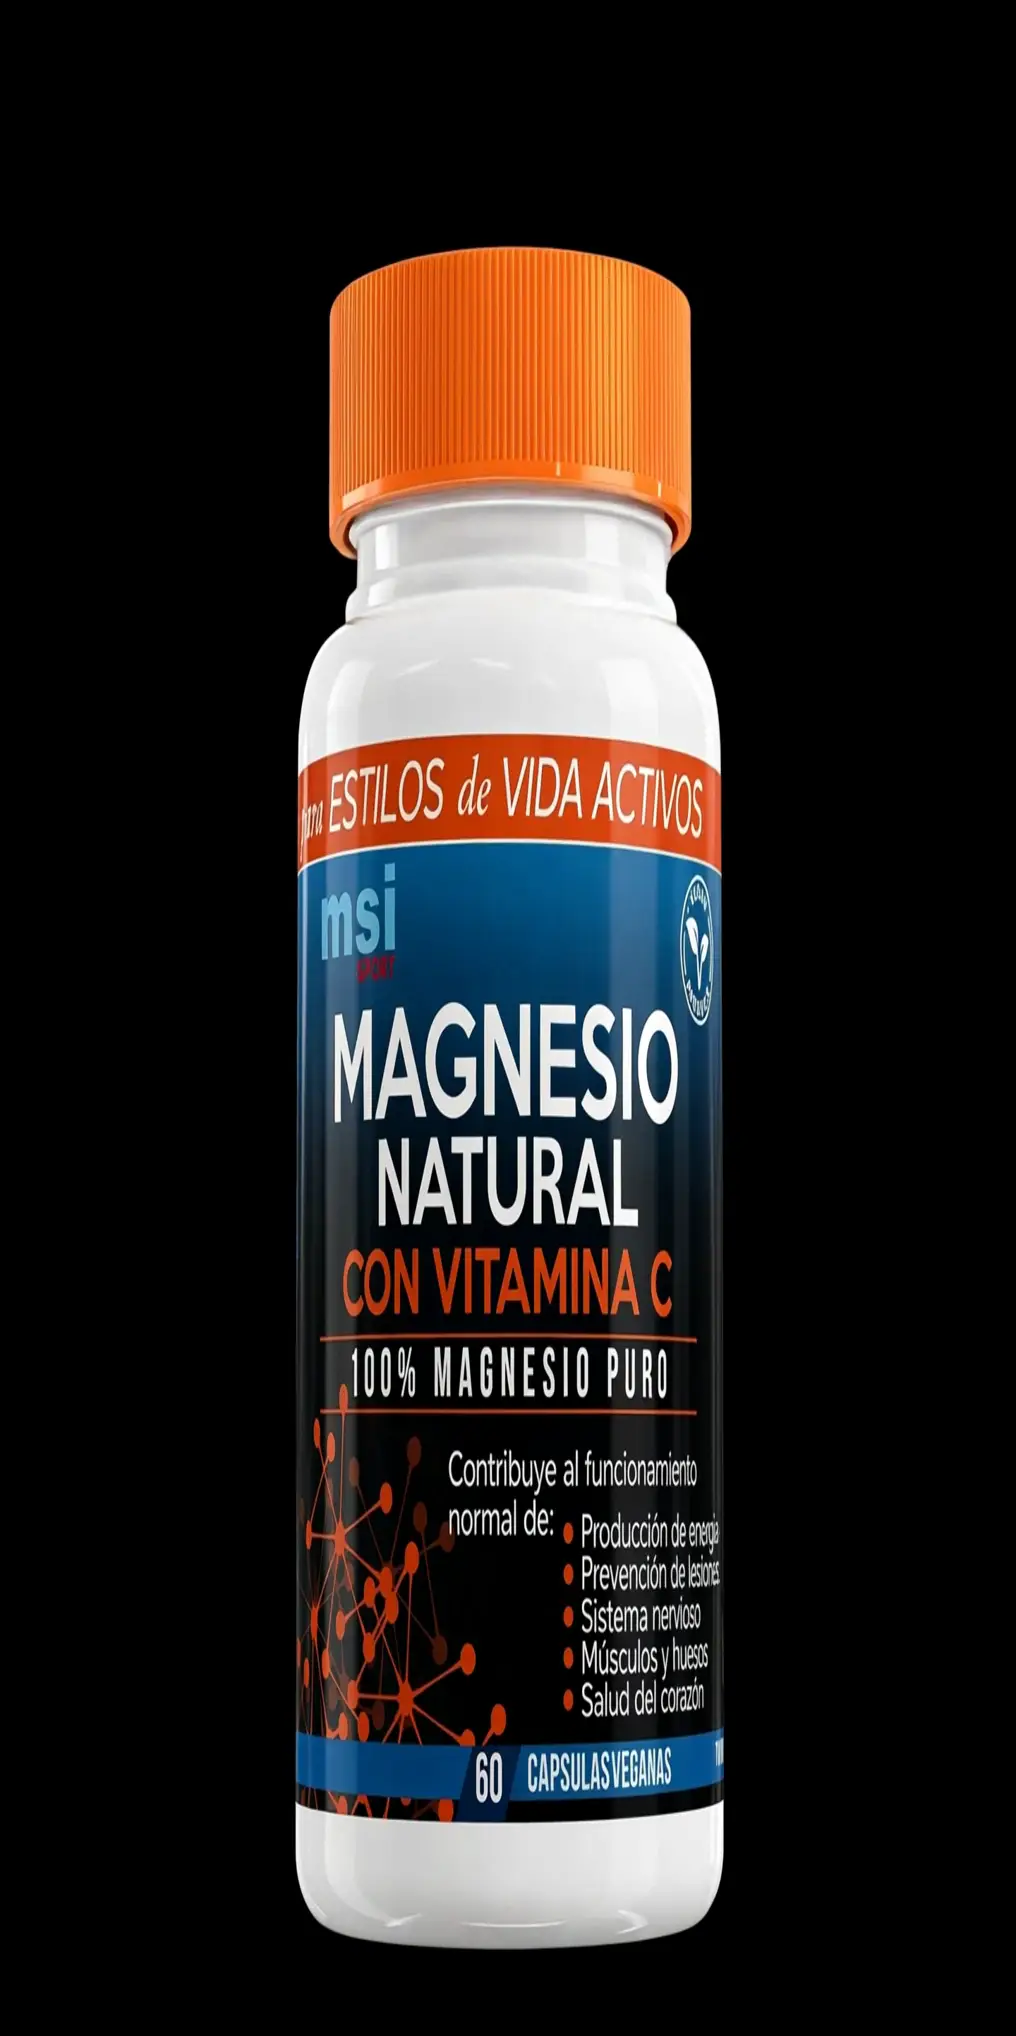 para ESTILOS de VIDA ACTIVOS
msi
SPORT
VEGAN
MAGNESIO
NATURAL
CON VITAMINA C
100% MAGNESIO PURO
Contribuye al funcionamiento
normal de:
Producción de energía
Prevención de lesiones
Sistema nervioso
Músculos y huesos
Salud del corazón
60 CAPSULAS VEGANAS